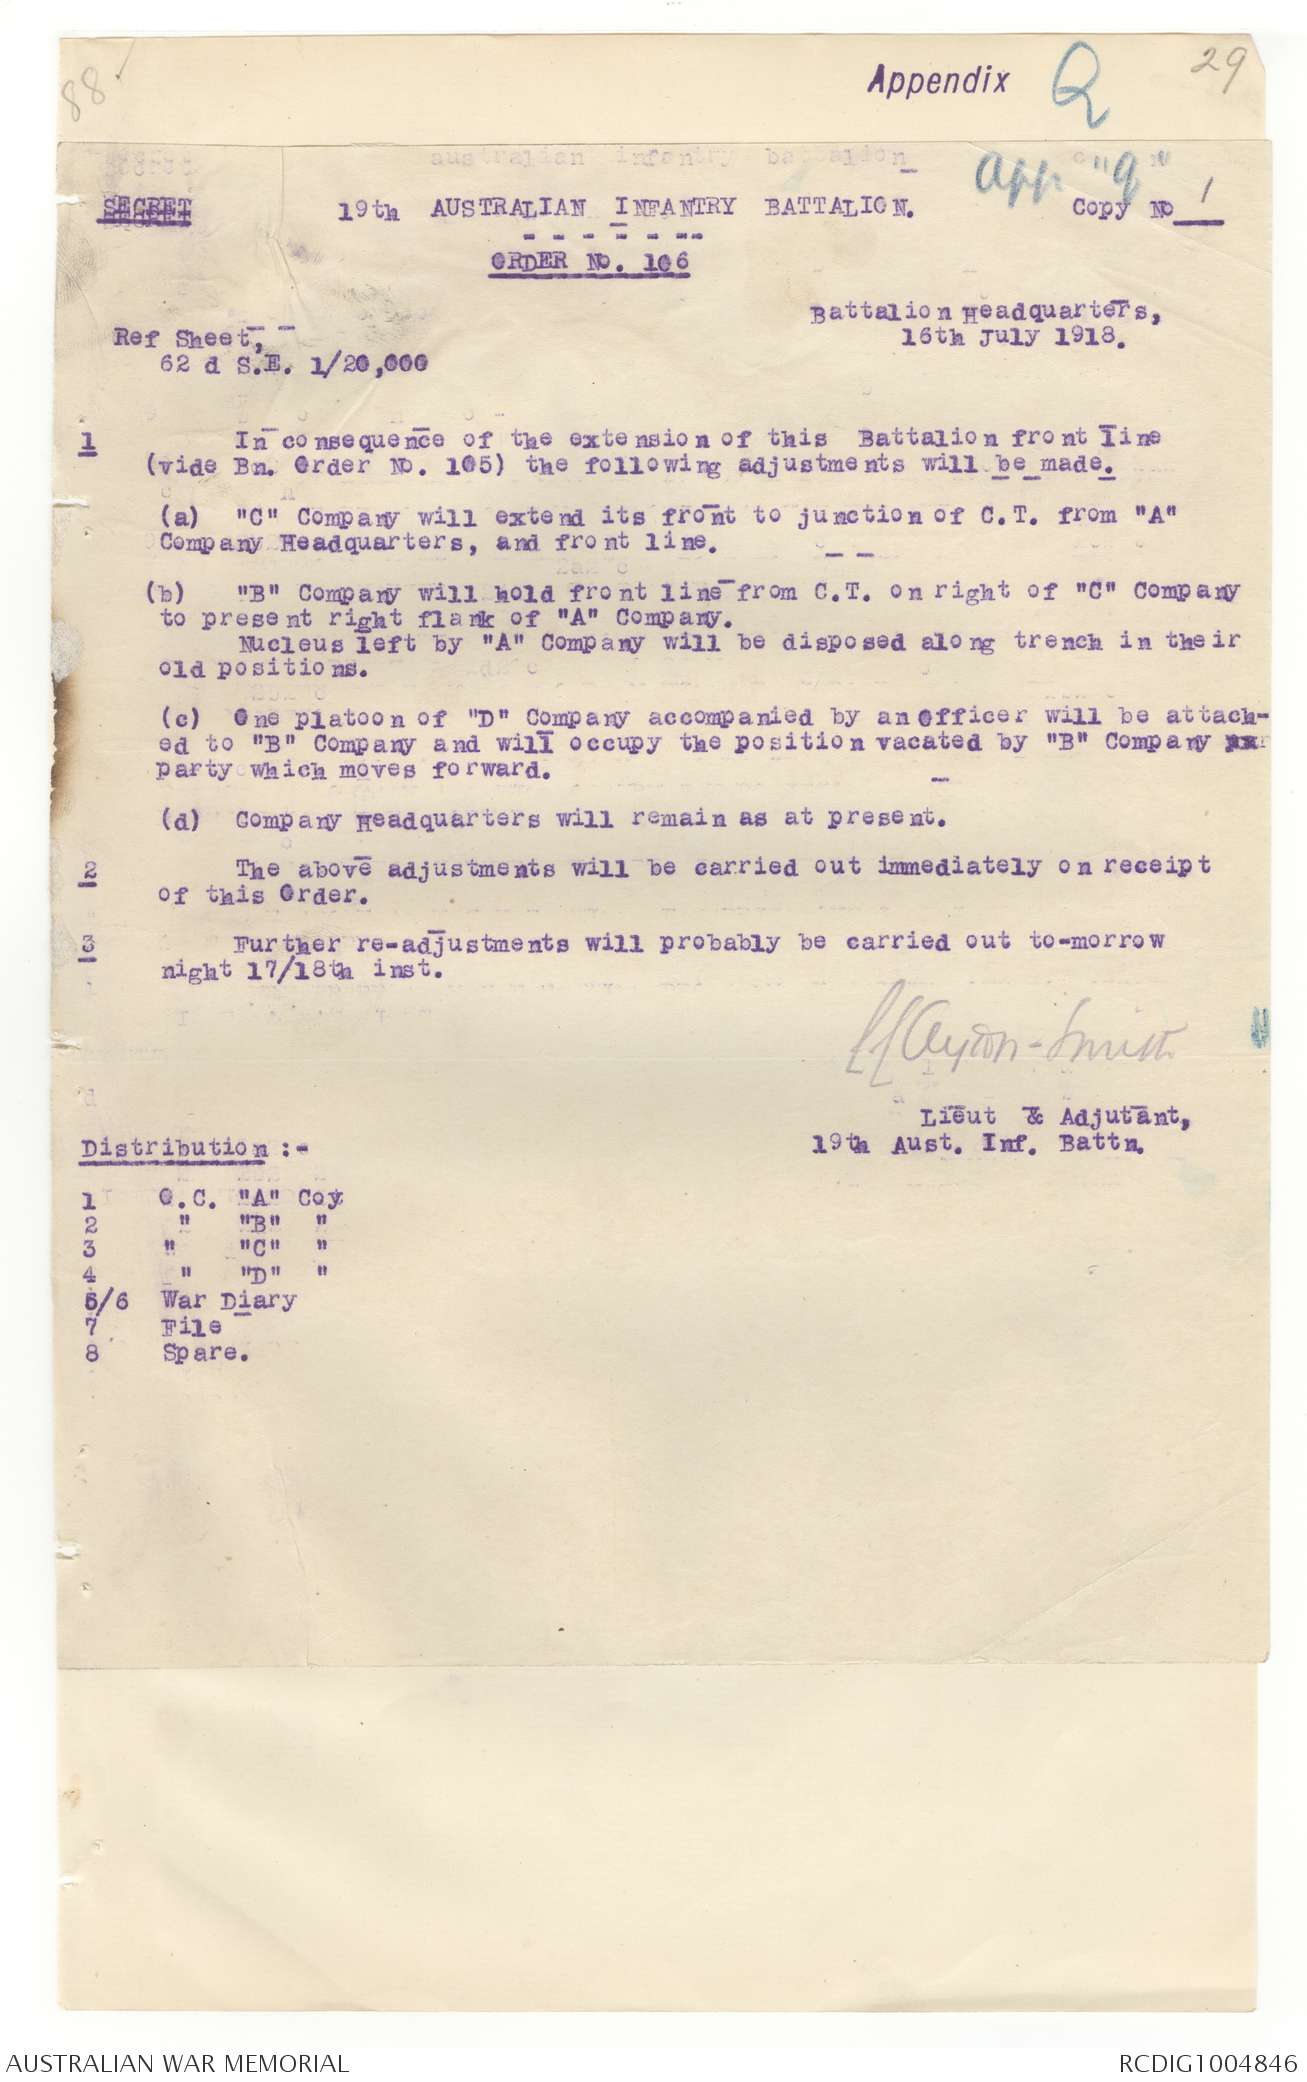 88
Appendix Q
29
App "q"
SECRET 19th AUSTRALIAN INFANTRY BATTALION. Copy No 1
ORDER No. 106
Battalion Headquarters,
16th July 1918.
Ref Sheet,
62 d S.E. 1/20,000
1 In consequence of the extension of this Battalion front line
(vide Bn. Order No. 105) the following adjustments will be made.
(a) "C" Company will extend its front to junction of C.T. from "A"
Company Headquarters, and front line.
(b) "B" Company will hold front line from C.T. on right of "C" Company
to present right flank of "A" Company.
Nucleus left by "A" Company will be disposed along trench in their
old positions.
(c) One platoon of "D" Company accompanied by an Officer will be attach-
ed to "B" Company and will occupy the position vacated by "B" Company
party which moves forward.
(d) Company Headquarters will remain as at present.
2 The above adjustments will be carried out immediately on receipt
of this Order.
3 Further re-adjustments will probably be carried out to-morrow
night 17/18th inst.
Ayton-Smith
Lieut & Adjutant,
19th Aust. Inf. Battn.
Distribution :-
1 O.C. "A" Coy
2 " "B" "
3 " "C" "
4 " "D" "
5/6 War Diary
7 File
8 Spare.
AUSTRALIAN WAR MEMORIAL
RCDIG1004846